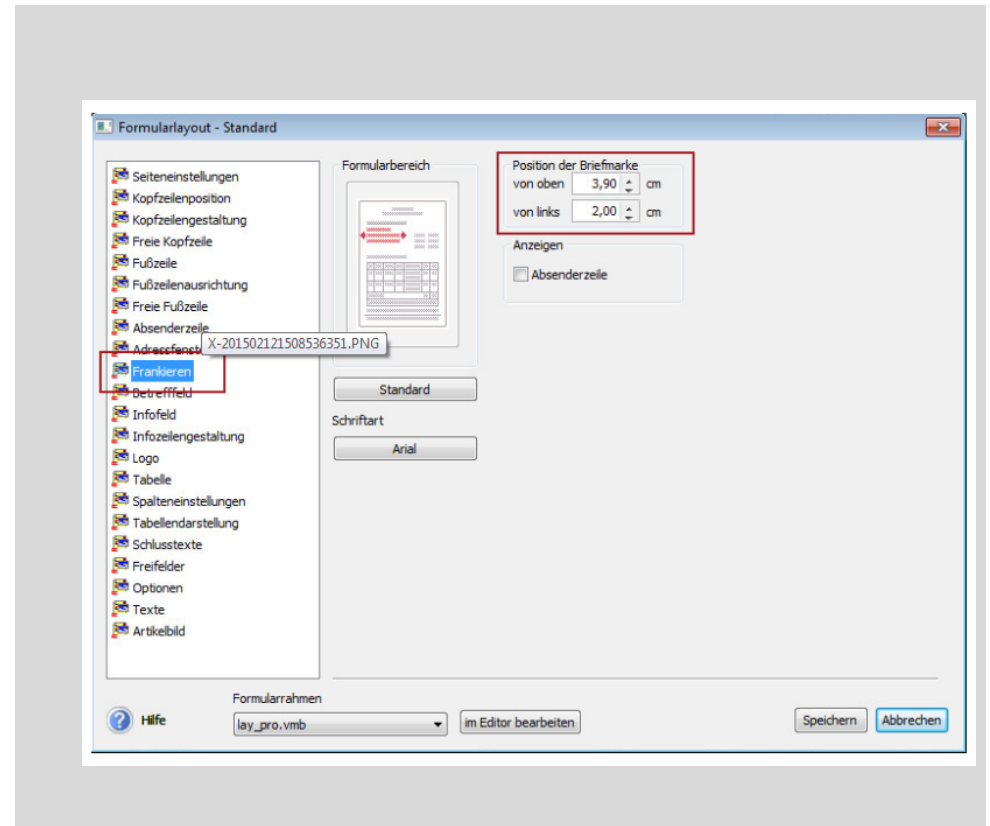 Formularlayout - Standard
Seiteneinstellungen
Kopfzeilenposition
Kopfzeilengestaltung
Freie Kopfzeile
Fußzeile
Fußzeilenausrichtung
Freie Fußzeile
Absenderzeile
X-201502121508536351.PNG
Frankieren
Betrefffeld
Infofeld
Infozeilengestaltung
Logo
Tabelle
Spalteneinstellungen
Tabellendarstellung
Schlusstexte
Freifelder
Optionen
Texte
Artikelbild
Formularbereich
Standard
Schriftart
Arial
Position der Briefmarke
von oben 3,90 cm
von links 2,00 cm
Anzeigen
Absenderzeile
Hilfe
Formularrahmen
lay_pro.vmb
im Editor bearbeiten
Speichern
Abbrechen